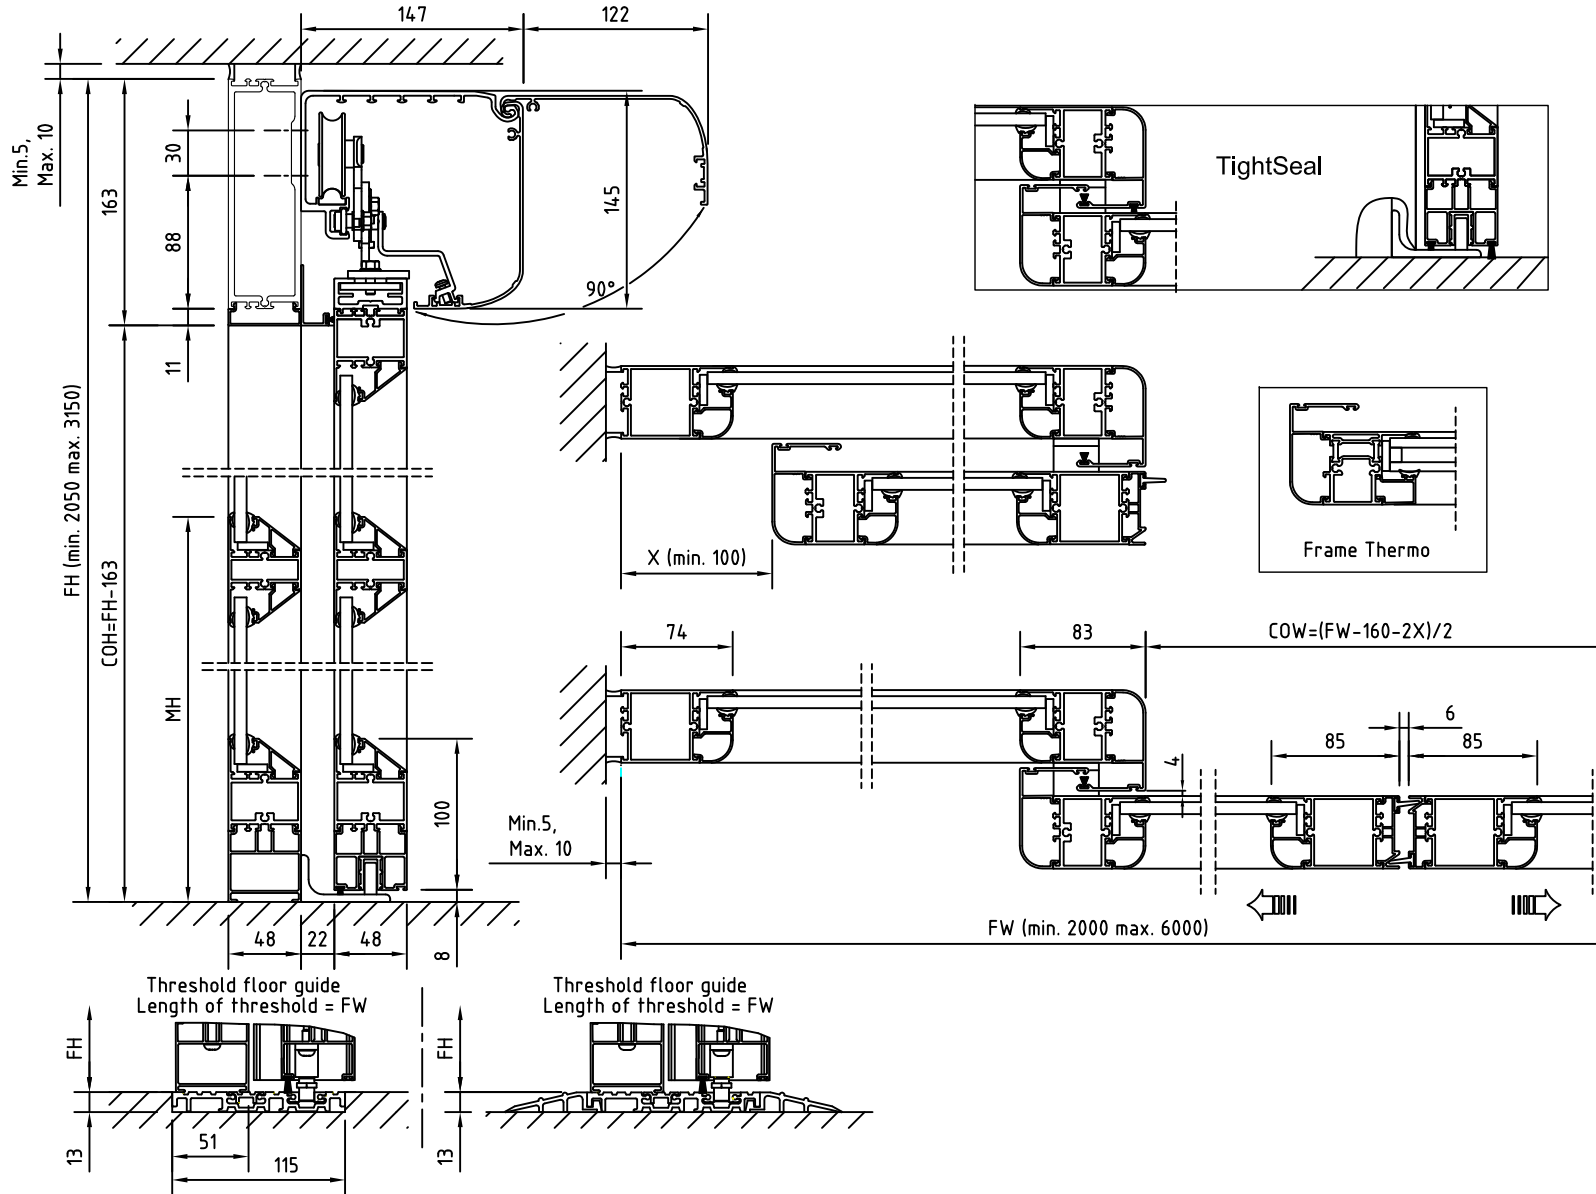 147
122
Min.5,
Max. 10
30
163
88
145
90°
11
TightSeal
FH (min. 2050 max. 3150)
COH=FH-163
MH
100
X (min. 100)
Frame Thermo
74
83
COW=(FW-160-2X)/2
6
85
85
4
Min.5,
Max. 10
FW (min. 2000 max. 6000)
48
22
48
8
Threshold floor guide
Length of threshold = FW
Threshold floor guide
Length of threshold = FW
FH
FH
13
51
115
13